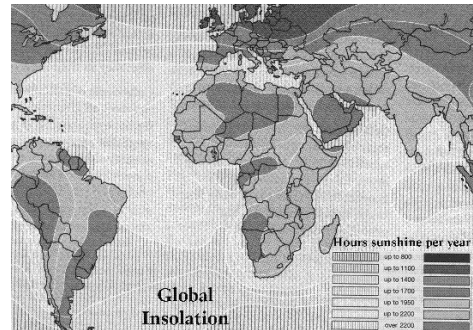 Hours sunshine per year
up to 800
up to 1100
up to 1400
up to 1700
up to 1950
up to 2200
over 2200
Global
Insolation